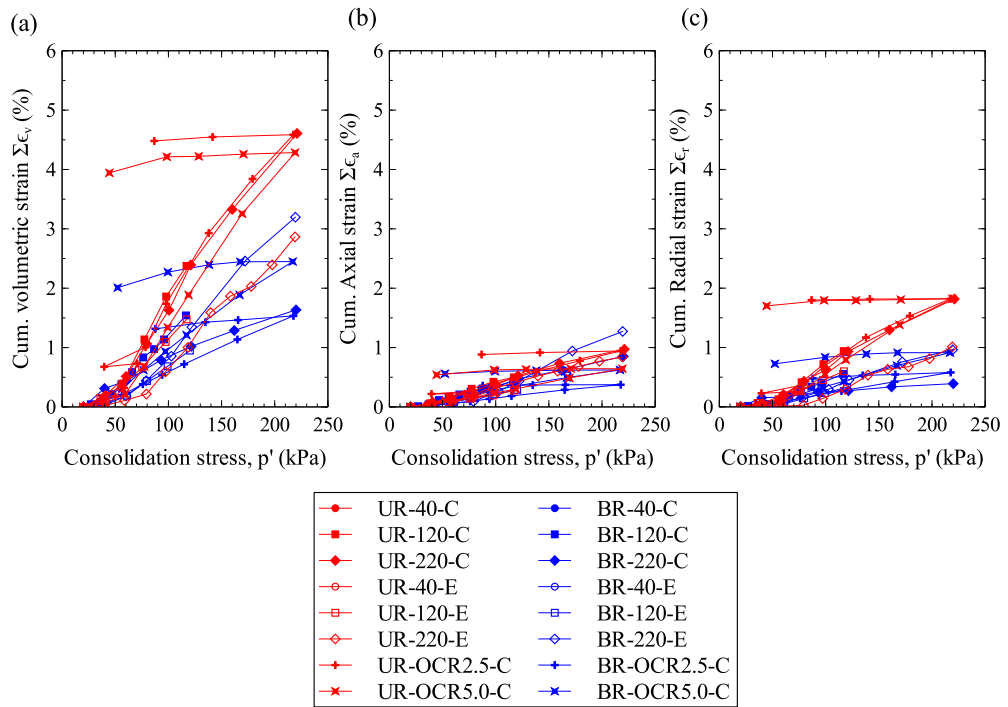 (a)
(b)
(c)
Cum. volumetric strain Σϵv (%)
6
5
4
3
2
1
0
0 50 100 150 200 250
Consolidation stress, p' (kPa)
Cum. Axial strain Σϵa (%)
6
5
4
3
2
1
0
0 50 100 150 200 250
Consolidation stress, p' (kPa)
Cum. Radial strain Σϵr (%)
6
5
4
3
2
1
0
0 50 100 150 200 250
Consolidation stress, p' (kPa)
UR-40-C BR-40-C
UR-120-C BR-120-C
UR-220-C BR-220-C
UR-40-E BR-40-E
UR-120-E BR-120-E
UR-220-E BR-220-E
UR-OCR2.5-C BR-OCR2.5-C
UR-OCR5.0-C BR-OCR5.0-C